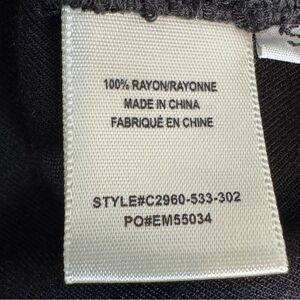 100% RAYON/RAYONNE
MADE IN CHINA
FABRIQUÉ EN CHINE
STYLE#C2960-533-302
PO#EM55034